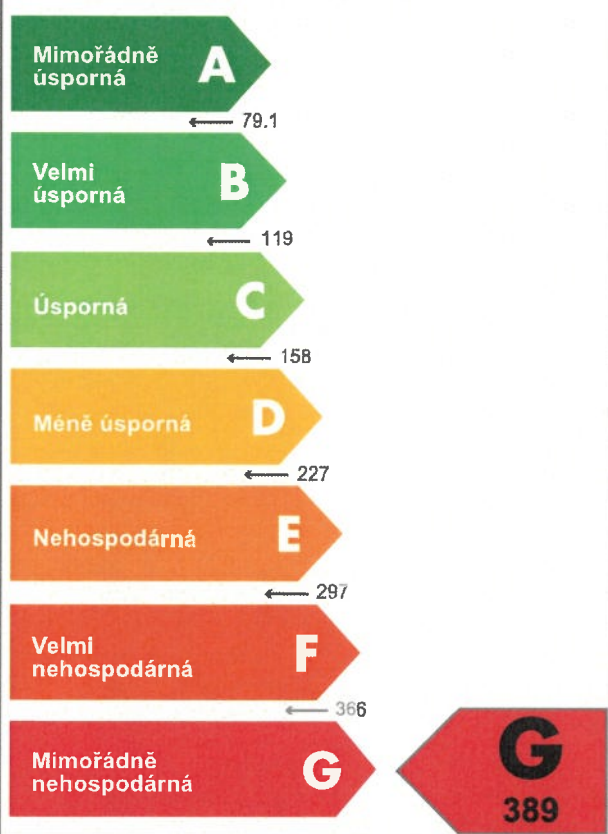 Mimořádně
úsporná
A
79.1
Velmi
úsporná
B
119
Úsporná
C
158
Méně úsporná
D
227
Nehospodárná
E
297
Velmi
nehospodárná
F
366
Mimořádně
nehospodárná
G
G
389